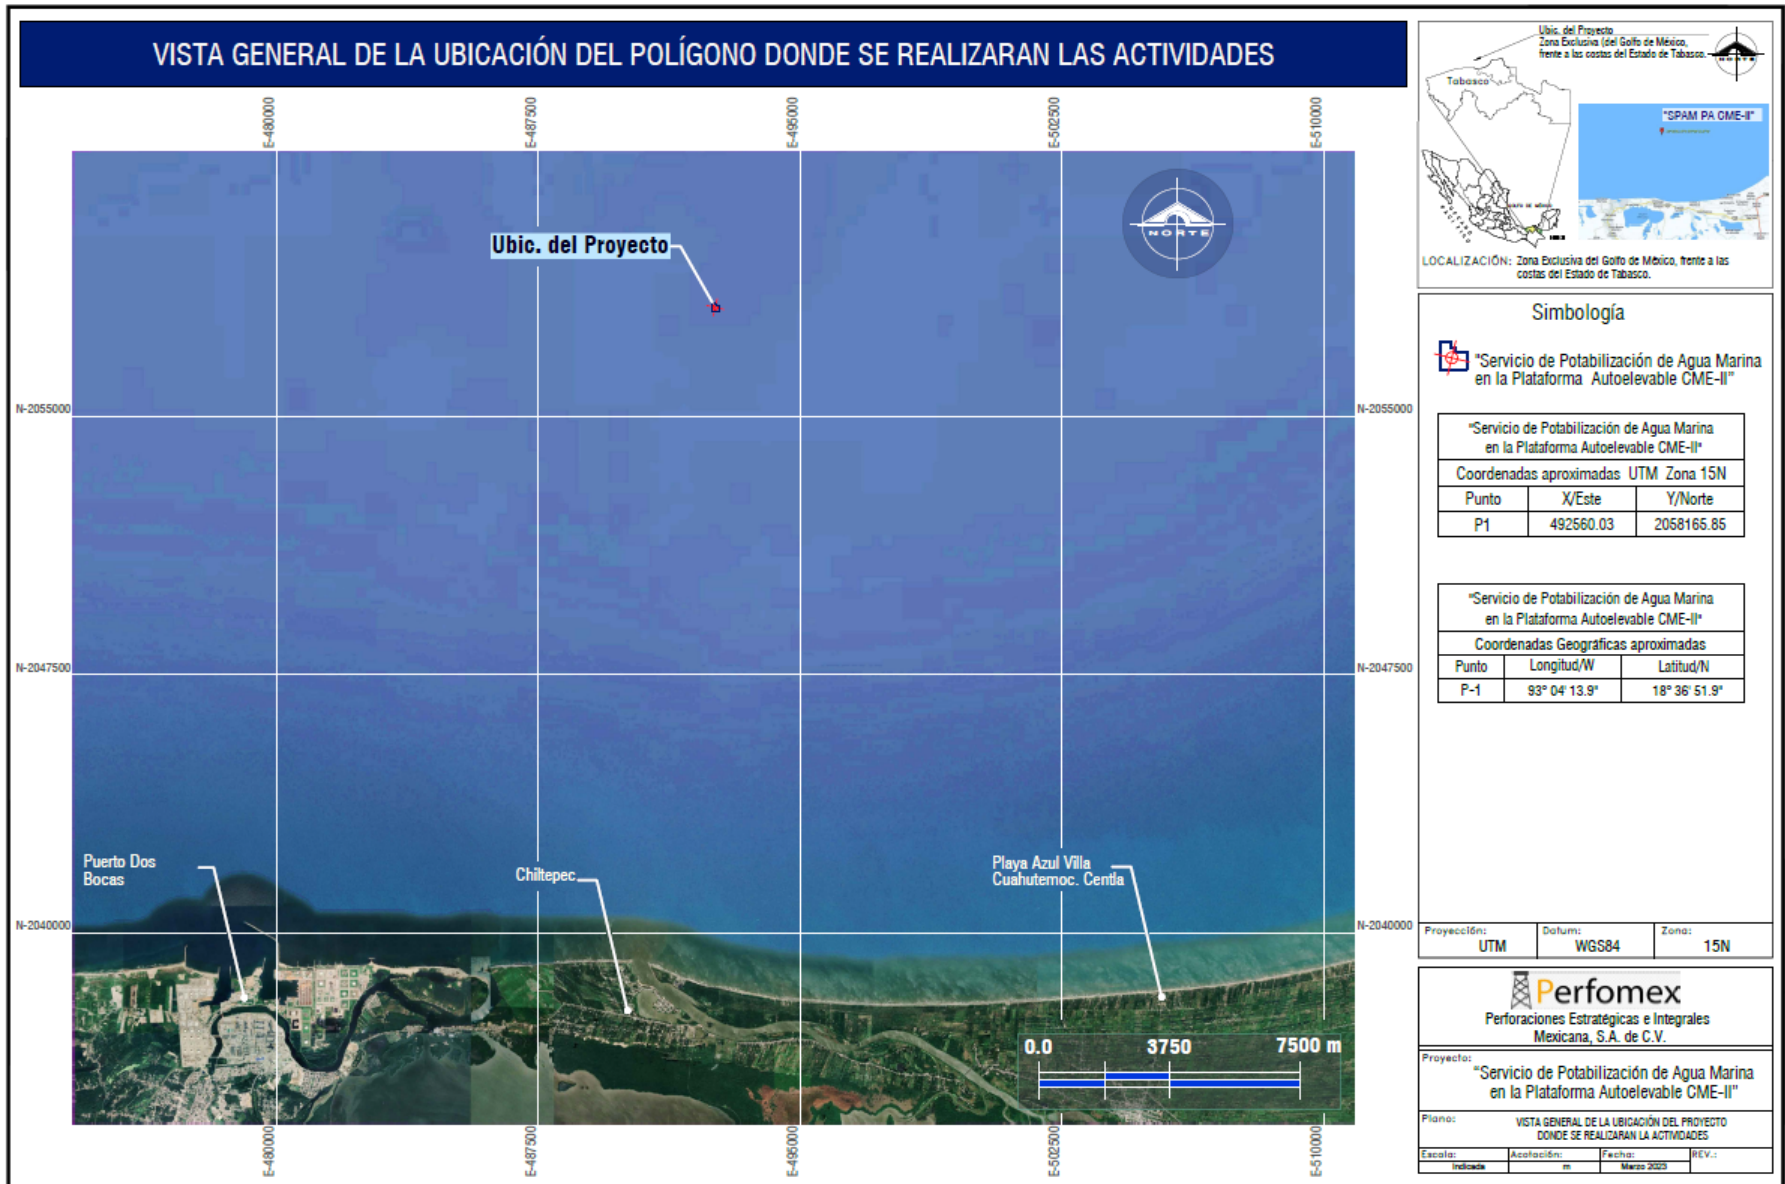 VISTA GENERAL DE LA UBICACIÓN DEL POLÍGONO DONDE SE REALIZARAN LAS ACTIVIDADES
E-480000
E-487500
E-495000
E-502500
E-510000
N-2055000
N-2055000
N-2047500
N-2047500
N-2040000
N-2040000
E-480000
E-487500
E-495000
E-502500
E-510000
Ubic. del Proyecto
NORTE
Puerto Dos
Bocas
Chiltepec
Playa Azul Villa
Cuahutemoc. Centla
0.0 3750 7500 m
Ubic. del Proyecto
Zona Exclusiva (del Golfo de México,
frente a las costas del Estado de Tabasco.
NORTE
Tabasco
"SPAM PA CME-II"
GOLFO DE MÉXICO
LOCALIZACIÓN: Zona Exclusiva del Golfo de México, frente a las
costas del Estado de Tabasco.
Simbología
"Servicio de Potabilización de Agua Marina
en la Plataforma Autoelevable CME-II"
"Servicio de Potabilización de Agua Marina
en la Plataforma Autoelevable CME-II"
Coordenadas aproximadas UTM Zona 15N
Punto X/Este Y/Norte
P1 492560.03 2058165.85
"Servicio de Potabilización de Agua Marina
en la Plataforma Autoelevable CME-II"
Coordenadas Geográficas aproximadas
Punto Longitud/W Latitud/N
P-1 93° 04' 13.9" 18° 36' 51.9"
Proyección: Datum: Zona:
UTM WGS84 15N
Perfomex
Perforaciones Estratégicas e Integrales
Mexicana, S.A. de C.V.
Proyecto:
"Servicio de Potabilización de Agua Marina
en la Plataforma Autoelevable CME-II"
Plano: VISTA GENERAL DE LA UBICACIÓN DEL PROYECTO
DONDE SE REALIZARAN LA ACTIVIDADES
Escala: Acotación: Fecha: REV.:
Indicada m Marzo 2023